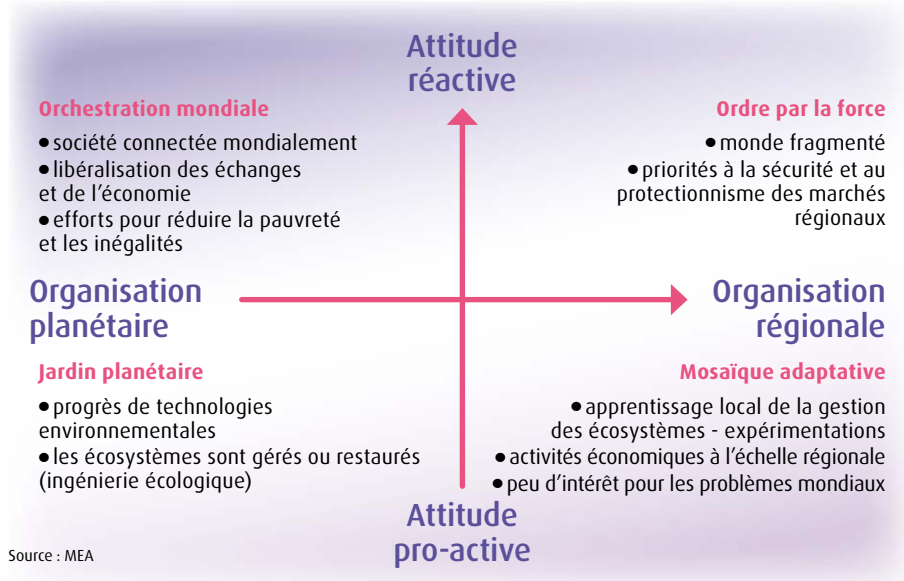 Attitude
réactive
Orchestration mondiale
● société connectée mondialement
● libéralisation des échanges
et de l'économie
● efforts pour réduire la pauvreté
et les inégalités
Ordre par la force
● monde fragmenté
● priorités à la sécurité et au
protectionnisme des marchés
régionaux
Organisation
planétaire
Organisation
régionale
Jardin planétaire
● progrès de technologies
environnementales
● les écosystèmes sont gérés ou restaurés
(ingénierie écologique)
Mosaïque adaptative
● apprentissage local de la gestion
des écosystèmes - expérimentations
● activités économiques à l'échelle régionale
● peu d'intérêt pour les problèmes mondiaux
Attitude
pro-active
Source : MEA